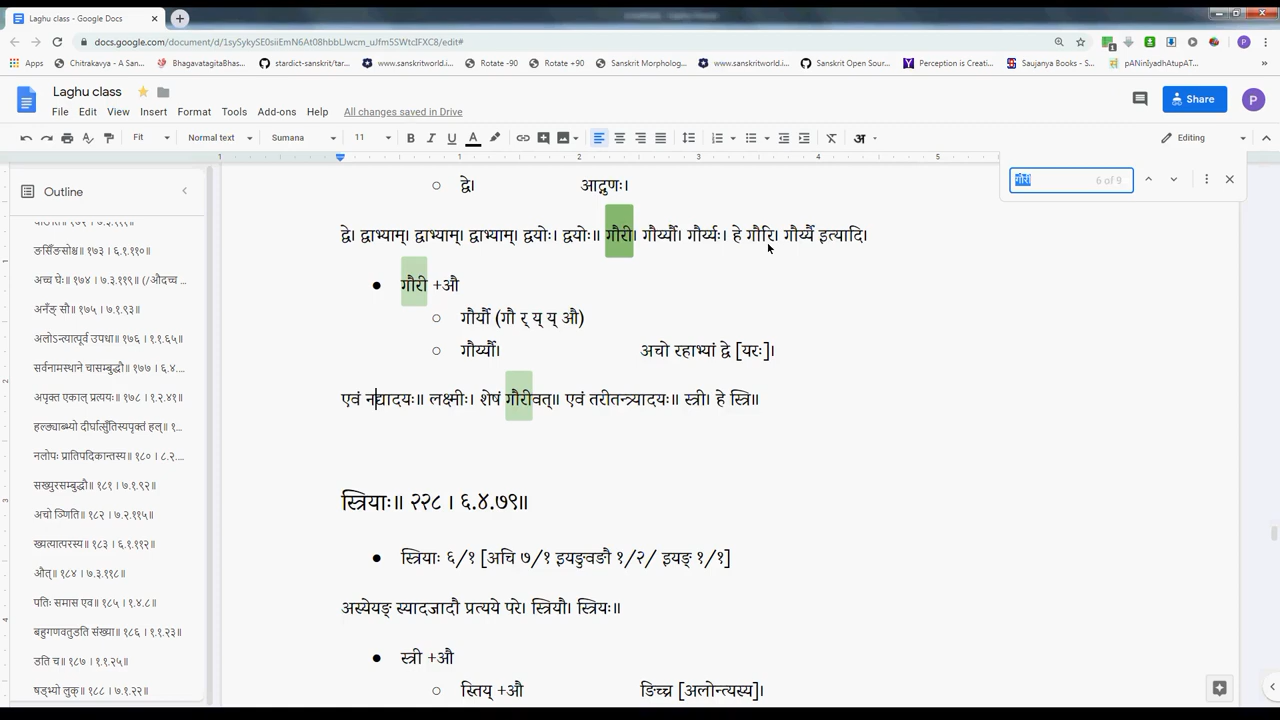 Laghu class - Google Docs
docs.google.com/document/d/1sySykySE0siiEmN6At08hbbLJwcm_uJfm5SWtcIFXC8/edit#
Apps Chitrakavya - A San... BhagavatagitaBhas... stardict-sanskrit/tar... www.sanskritworld.i... Rotate -90 Rotate +90 Sanskrit Morpholog... www.sanskritworld.i... Sanskrit Open Sour... Perception is Creati... Saujanya Books - S... pANinIyadhAtupAT...
Laghu class
File Edit View Insert Format Tools Add-ons Help All changes saved in Drive
Share
P
Fit Normal text Sumana 11 B I U A अ Editing
1 1 2 3 4 5
गौरी 6 of 9
Outline
ङसिँङसोश्च॥ १७३ । ६.१.११०॥
अच्च घेः॥ १७४ । ७.३.११९॥ (/औदच्च ...
अनँङ् सौ॥ १७५ । ७.१.९३॥
अलोऽन्त्यात्पूर्व उपधा॥ १७६ । १.१.६५॥
सर्वनामस्थाने चासम्बुद्धौ॥ १७७ । ६.४....
अपृक्त एकाल् प्रत्ययः॥ १७८ । १.२.४१॥
हल्ङ्याब्भ्यो दीर्घात्सुँतिस्यपृक्तं हल्॥ १...
नलोपः प्रातिपदिकान्तस्य॥ १८० । ८.२....
सख्युरसम्बुद्धौ॥ १८१ । ७.१.९२॥
अचो ञ्णिति॥ १८२ । ७.२.११५॥
ख्यत्यात्परस्य॥ १८३ । ६.१.११२॥
औत्॥ १८४ । ७.३.११८॥
पतिः समास एव॥ १८५ । १.४.८॥
बहुगणवतुडति संख्या॥ १८६ । १.१.२३॥
डति च॥ १८७ । १.१.२५॥
षड्भ्यो लुक्॥ १८८ । ७.१.२२॥
द्वे। आद्गुणः।
द्वे। द्वाभ्याम्। द्वाभ्याम्। द्वाभ्याम्। द्वयोः। द्वयोः॥ गौरी। गौर्य्यौ। गौर्य्यः। हे गौरि। गौर्य्यै इत्यादि।
गौरी +औ
गौर्यौ (गौ र् य् य् औ)
गौर्य्यौ। अचो रहाभ्यां द्वे [यरः]।
एवं नद्यादयः॥ लक्ष्मीः। शेषं गौरीवत्॥ एवं तरीतन्त्र्यादयः॥ स्त्री। हे स्त्रि॥
स्त्रियाः॥ २२८ । ६.४.७९॥
स्त्रियाः ६/१ [अचि ७/१ इयङुवङौ १/२/ इयङ् १/१]
अस्येयङ् स्यादजादौ प्रत्यये परे। स्त्रियौ। स्त्रियः॥
स्त्री +औ
स्तिय् +औ ङिच्च [अलोन्त्यस्य]।